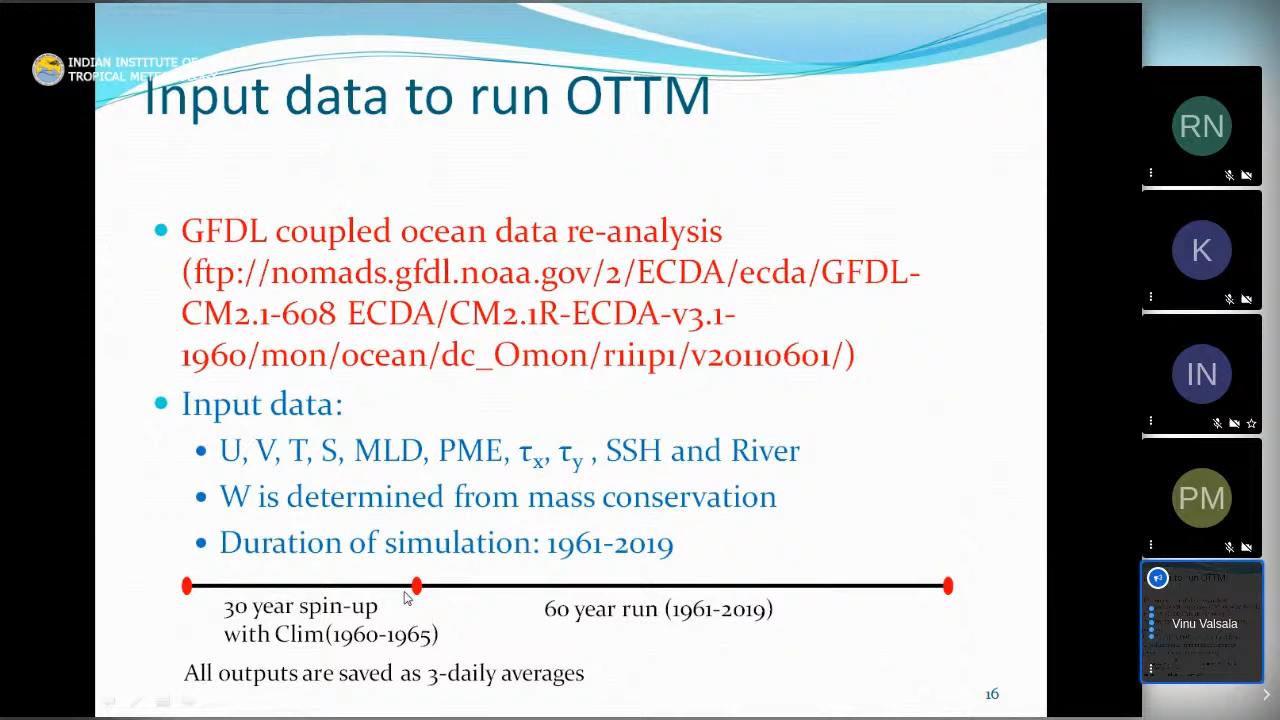 INDIAN INSTITUTE OF
TROPICAL
Input data to run OTTM
GFDL coupled ocean data re-analysis
(ftp://nomads.gfdl.noaa.gov/2/ECDA/ecda/GFDL-
CM2.1-608 ECDA/CM2.1R-ECDA-v3.1-
1960/mon/ocean/dc_Omon/r1i1p1/v20110601/)
Input data:
U, V, T, S, MLD, PME, τx, τy , SSH and River
W is determined from mass conservation
Duration of simulation: 1961-2019
30 year spin-up
with Clim(1960-1965)
60 year run (1961-2019)
All outputs are saved as 3-daily averages
16
RN
K
IN
PM
to run OTTM
Vinu Valsala